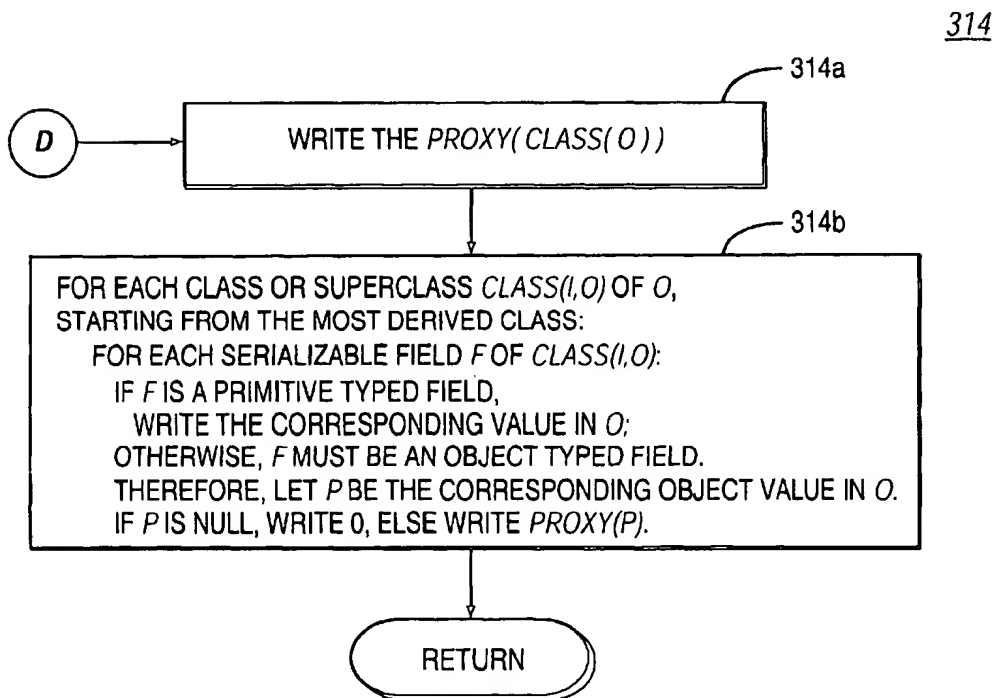 314
314a
D
WRITE THE PROXY( CLASS( O ) )
314b
FOR EACH CLASS OR SUPERCLASS CLASS(I,O) OF O,
STARTING FROM THE MOST DERIVED CLASS:
FOR EACH SERIALIZABLE FIELD F OF CLASS(I,O):
IF F IS A PRIMITIVE TYPED FIELD,
WRITE THE CORRESPONDING VALUE IN O;
OTHERWISE, F MUST BE AN OBJECT TYPED FIELD.
THEREFORE, LET P BE THE CORRESPONDING OBJECT VALUE IN O.
IF P IS NULL, WRITE 0, ELSE WRITE PROXY(P).
RETURN